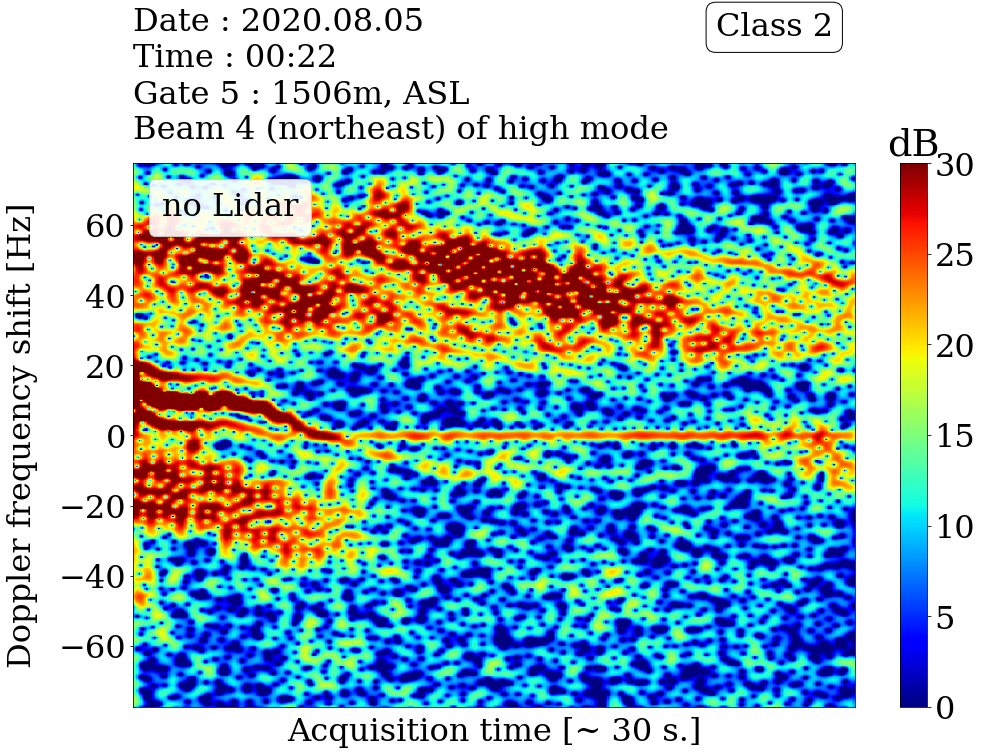 Date : 2020.08.05
Time : 00:22
Gate 5 : 1506m, ASL
Beam 4 (northeast) of high mode
Class 2
dB
no Lidar
Doppler frequency shift [Hz]
60
40
20
0
−20
−40
−60
30
25
20
15
10
5
0
Acquisition time [~ 30 s.]